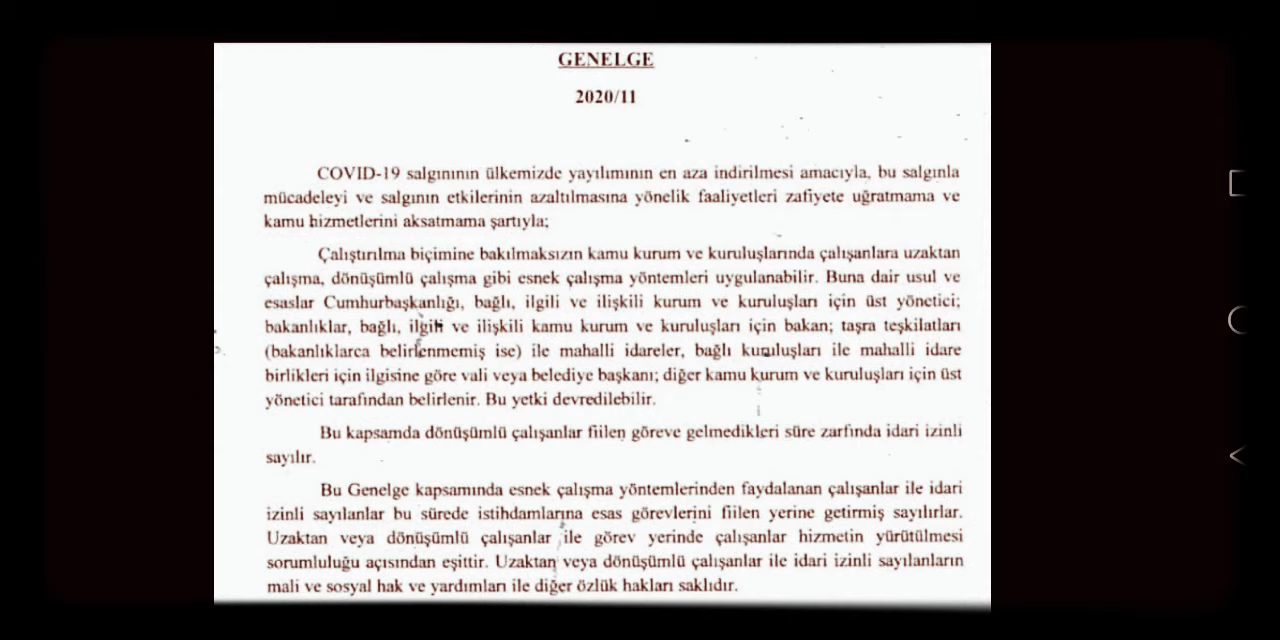 GENELGE
2020/11
COVID-19 salgınının ülkemizde yayılımının en aza indirilmesi amacıyla, bu salgınla
mücadeleyi ve salgının etkilerinin azaltılmasına yönelik faaliyetleri zafiyete uğratmama ve
kamu hizmetlerini aksatmama şartıyla;
Çalıştırılma biçimine bakılmaksızın kamu kurum ve kuruluşlarında çalışanlara uzaktan
çalışma, dönüşümlü çalışma gibi esnek çalışma yöntemleri uygulanabilir. Buna dair usul ve
esaslar Cumhurbaşkanlığı, bağlı, ilgili ve ilişkili kurum ve kuruluşları için üst yönetici;
bakanlıklar, bağlı, ilgili ve ilişkili kamu kurum ve kuruluşları için bakan; taşra teşkilatları
(bakanlıklarca belirlenmemiş ise) ile mahalli idareler, bağlı kuruluşları ile mahalli idare
birlikleri için ilgisine göre vali veya belediye başkanı; diğer kamu kurum ve kuruluşları için üst
yönetici tarafından belirlenir. Bu yetki devredilebilir.
Bu kapsamda dönüşümlü çalışanlar fiilen göreve gelmedikleri süre zarfında idari izinli
sayılır.
Bu Genelge kapsamında esnek çalışma yöntemlerinden faydalanan çalışanlar ile idari
izinli sayılanlar bu sürede istihdamlarına esas görevlerini fiilen yerine getirmiş sayılırlar.
Uzaktan veya dönüşümlü çalışanlar ile görev yerinde çalışanlar hizmetin yürütülmesi
sorumluluğu açısından eşittir. Uzaktan veya dönüşümlü çalışanlar ile idari izinli sayılanların
mali ve sosyal hak ve yardımları ile diğer özlük hakları saklıdır.